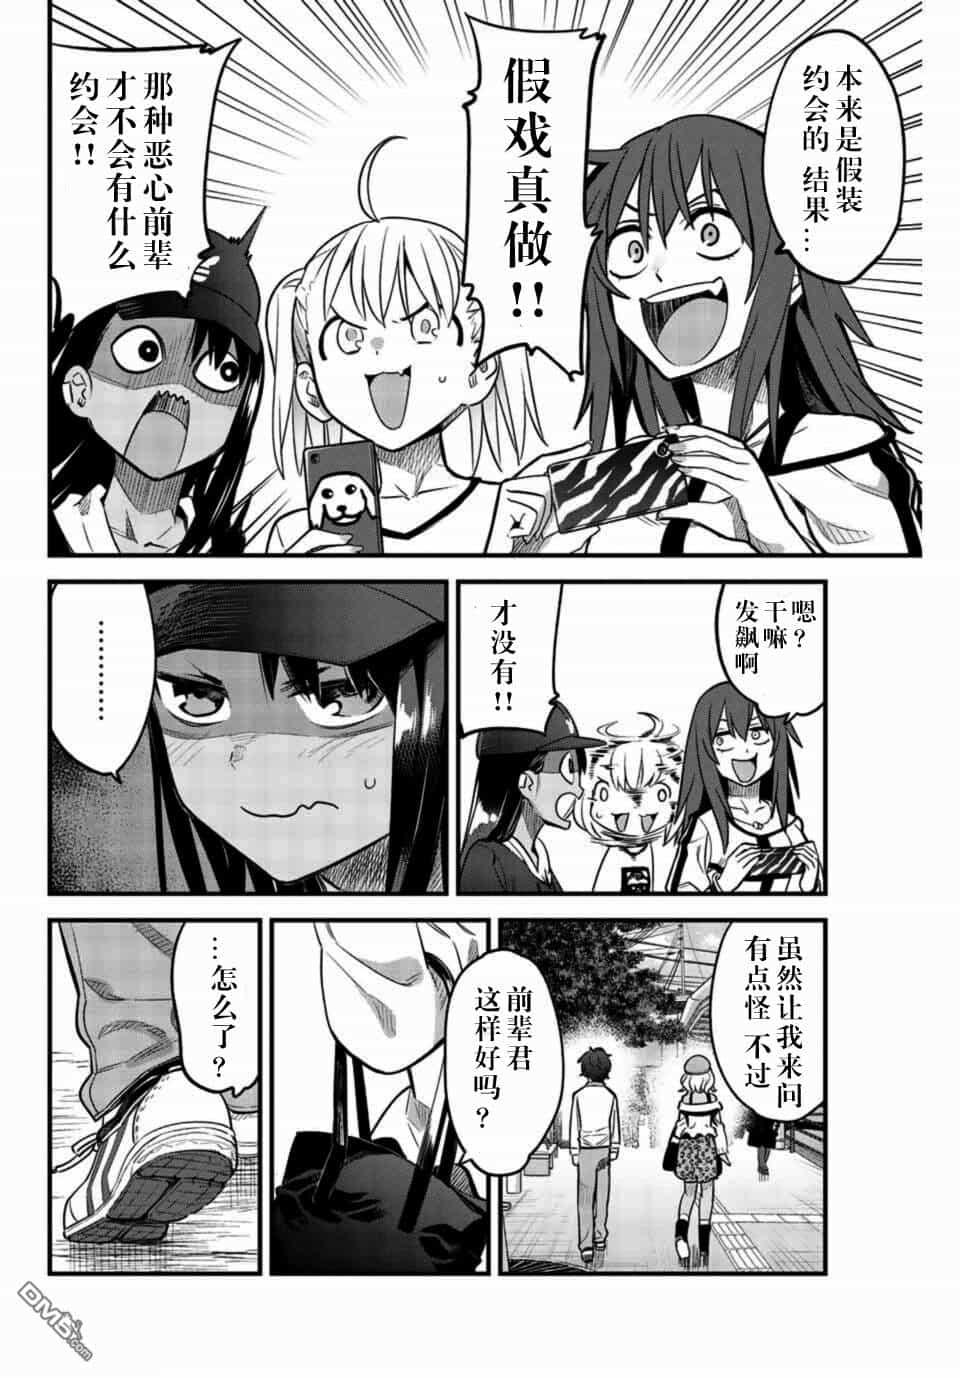 本来是假装
约会的 结果…
假戏真做!!
那种恶心前辈
才不会有什么
约会!!
嗯?
干嘛
发飙啊
才没有!!
………
虽然让我来问
有点怪 不过
前辈君
这样好吗?
…怎么了?
DM5.com